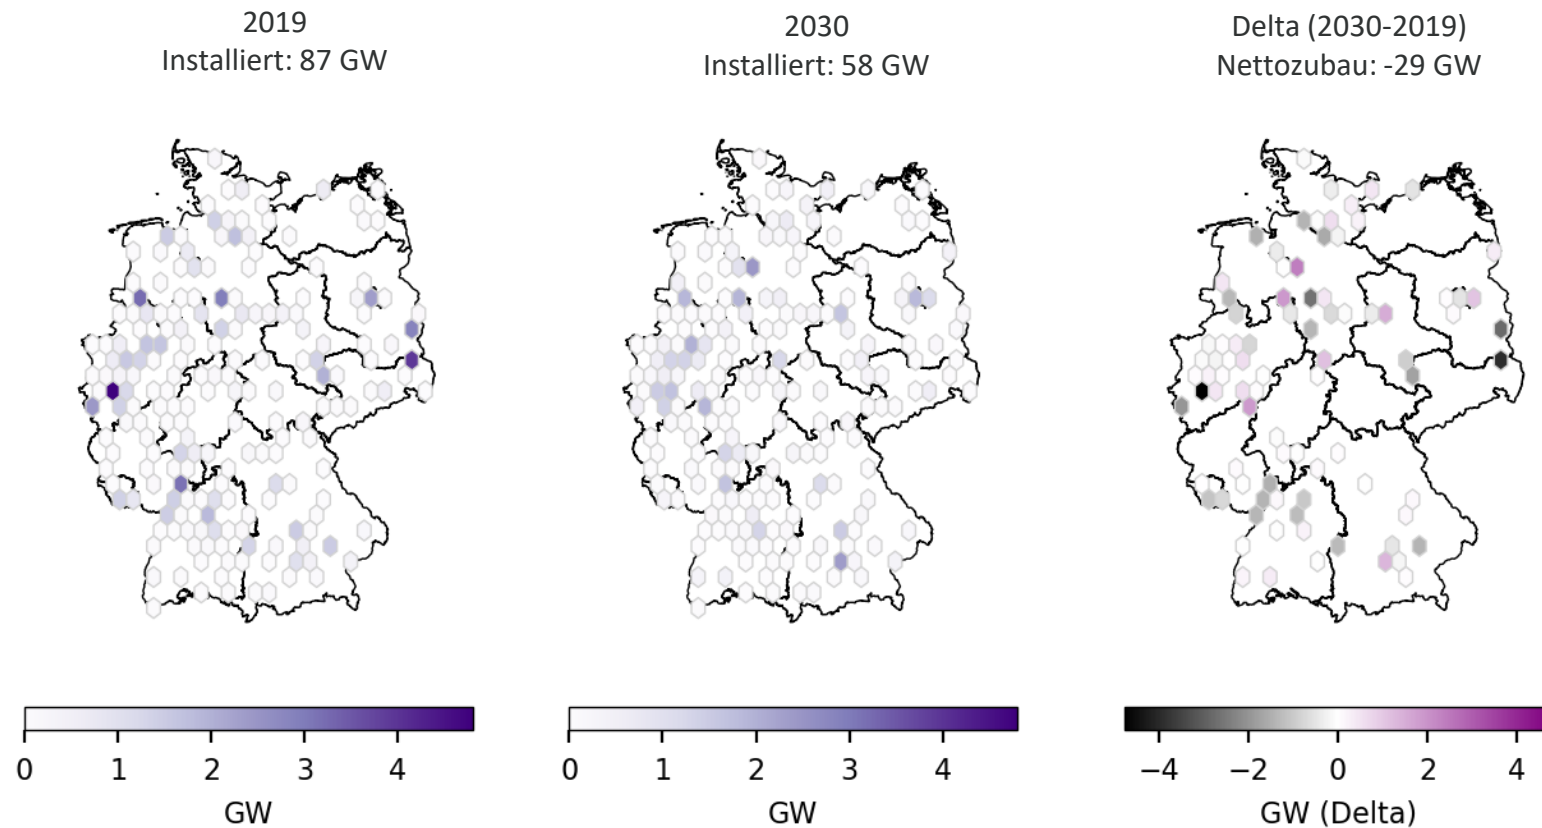 2019
Installiert: 87 GW
2030
Installiert: 58 GW
Delta (2030-2019)
Nettozubau: -29 GW
0 1 2 3 4
GW
0 1 2 3 4
GW
−4 −2 0 2 4
GW (Delta)